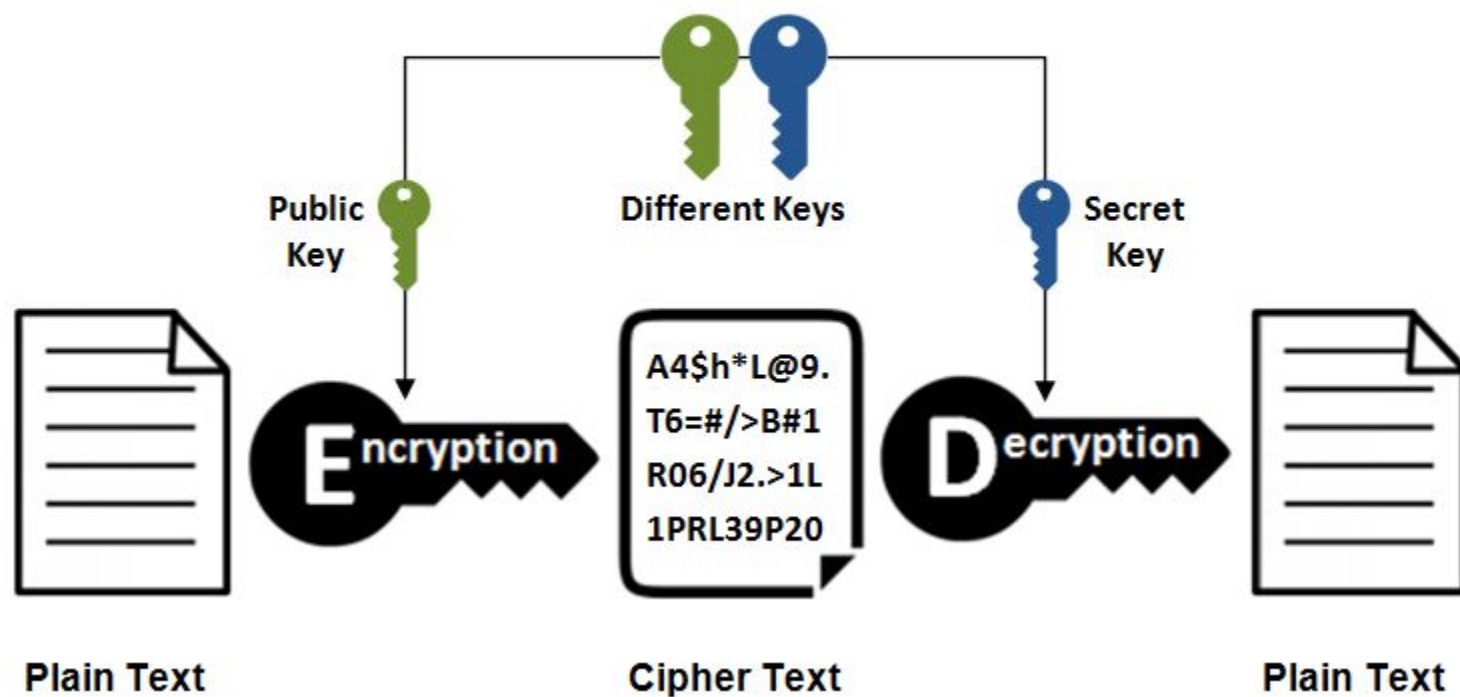 Different Keys
Public
Key
Secret
Key
Encryption
A4$h*L@9.
T6=#/>B#1
R06/J2.>1L
1PRL39P20
Decryption
Plain Text
Cipher Text
Plain Text